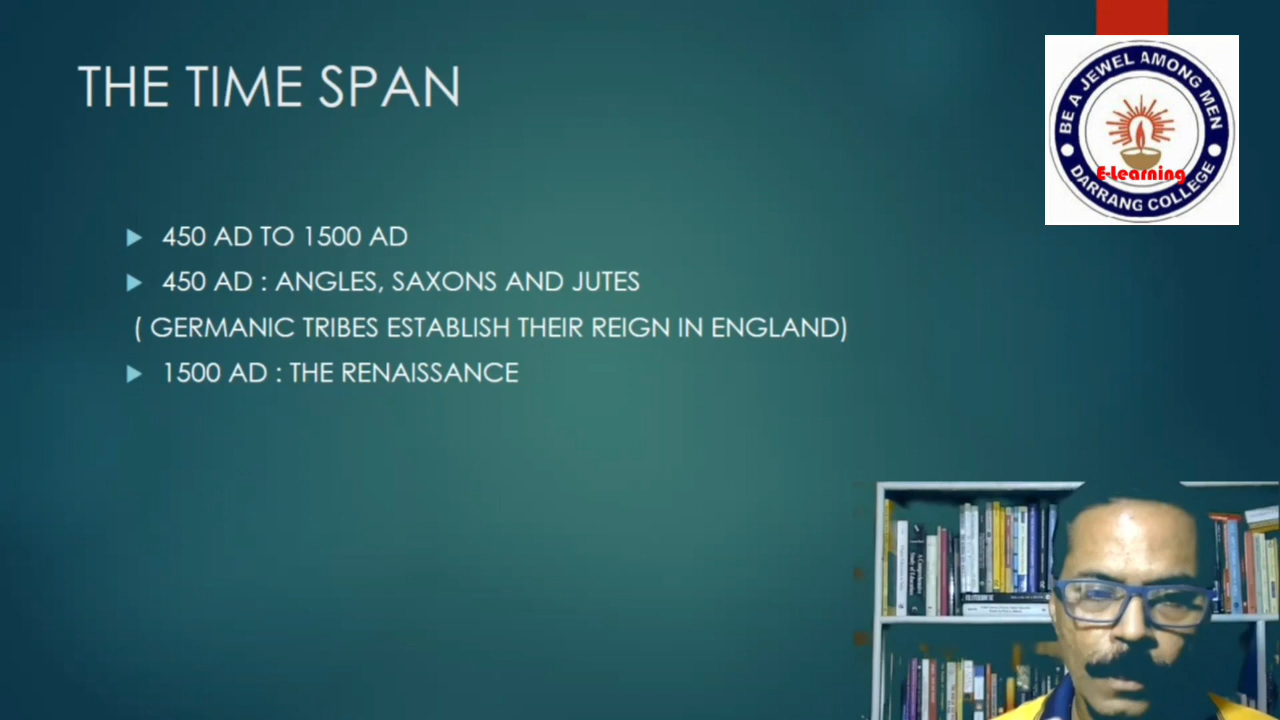 THE TIME SPAN
BE A JEWEL AMONG MEN
E-Learning
DARRANG COLLEGE
450 AD TO 1500 AD
450 AD : ANGLES, SAXONS AND JUTES
( GERMANIC TRIBES ESTABLISH THEIR REIGN IN ENGLAND)
1500 AD : THE RENAISSANCE